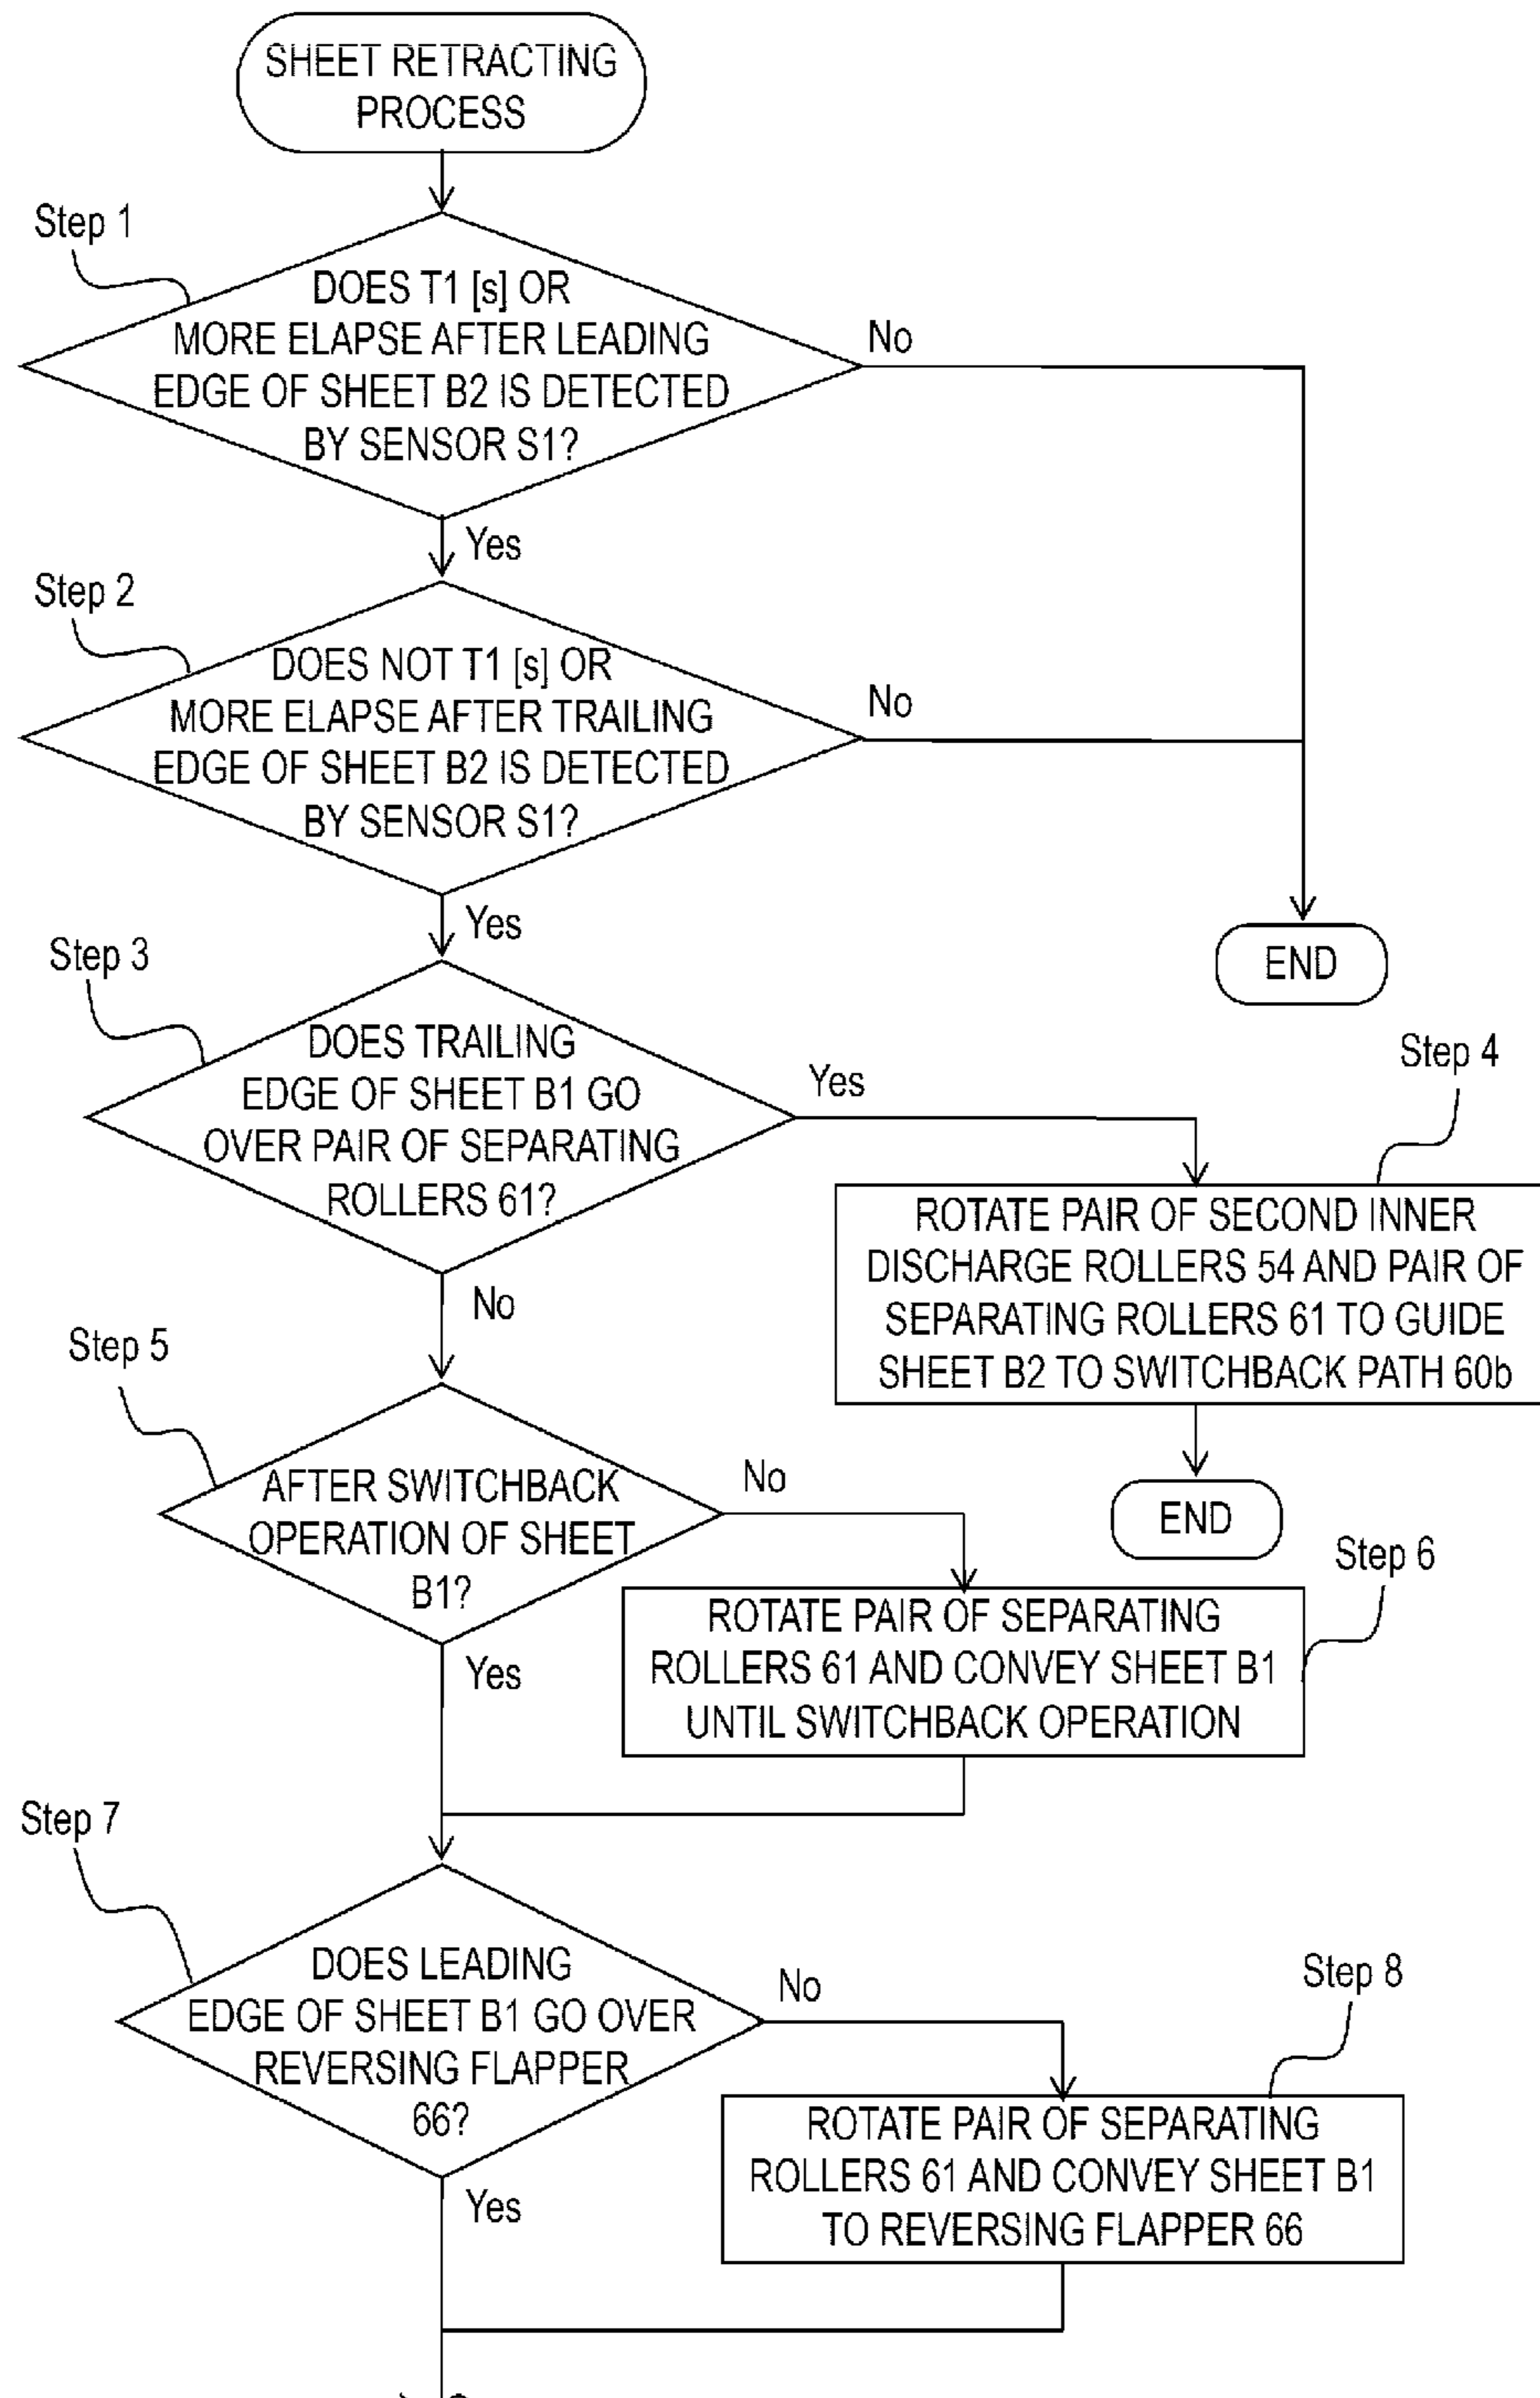 SHEET RETRACTING
PROCESS
Step 1
DOES T1 [s] OR
MORE ELAPSE AFTER LEADING
EDGE OF SHEET B2 IS DETECTED
BY SENSOR S1?
No
Yes
Step 2
DOES NOT T1 [s] OR
MORE ELAPSE AFTER TRAILING
EDGE OF SHEET B2 IS DETECTED
BY SENSOR S1?
No
Yes
END
Step 3
DOES TRAILING
EDGE OF SHEET B1 GO
OVER PAIR OF SEPARATING
ROLLERS 61?
Yes
No
Step 4
ROTATE PAIR OF SECOND INNER
DISCHARGE ROLLERS 54 AND PAIR OF
SEPARATING ROLLERS 61 TO GUIDE
SHEET B2 TO SWITCHBACK PATH 60b
END
Step 5
AFTER SWITCHBACK
OPERATION OF SHEET
B1?
No
Yes
Step 6
ROTATE PAIR OF SEPARATING
ROLLERS 61 AND CONVEY SHEET B1
UNTIL SWITCHBACK OPERATION
Step 7
DOES LEADING
EDGE OF SHEET B1 GO OVER
REVERSING FLAPPER
66?
No
Yes
Step 8
ROTATE PAIR OF SEPARATING
ROLLERS 61 AND CONVEY SHEET B1
TO REVERSING FLAPPER 66